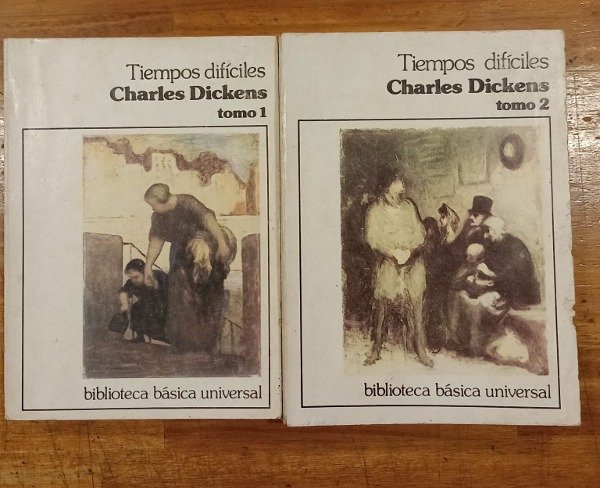 Tiempos difíciles
Charles Dickens
tomo 1
biblioteca básica universal
Tiempos difíciles
Charles Dickens
tomo 2
biblioteca básica universal